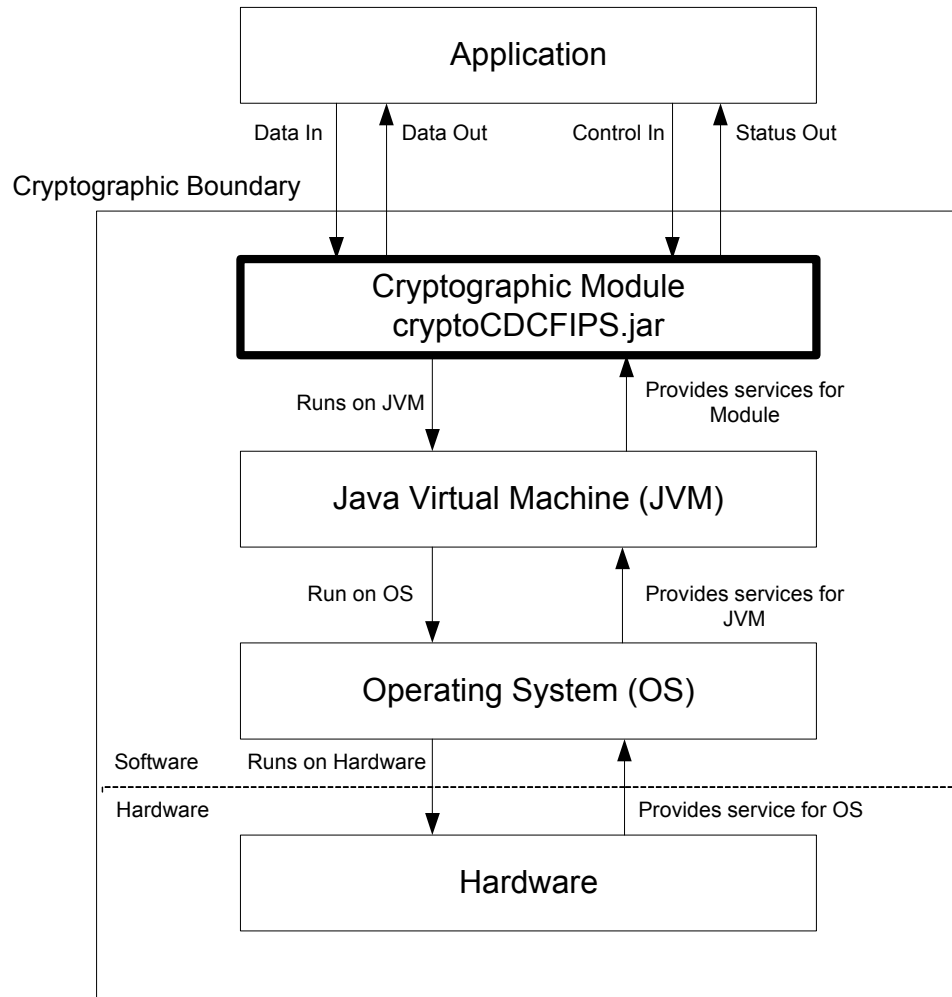 Application
Data In
Data Out
Control In
Status Out
Cryptographic Boundary
Cryptographic Module
cryptoCDCFIPS.jar
Runs on JVM
Provides services for
Module
Java Virtual Machine (JVM)
Run on OS
Provides services for
JVM
Operating System (OS)
Software
Runs on Hardware
Hardware
Provides service for OS
Hardware